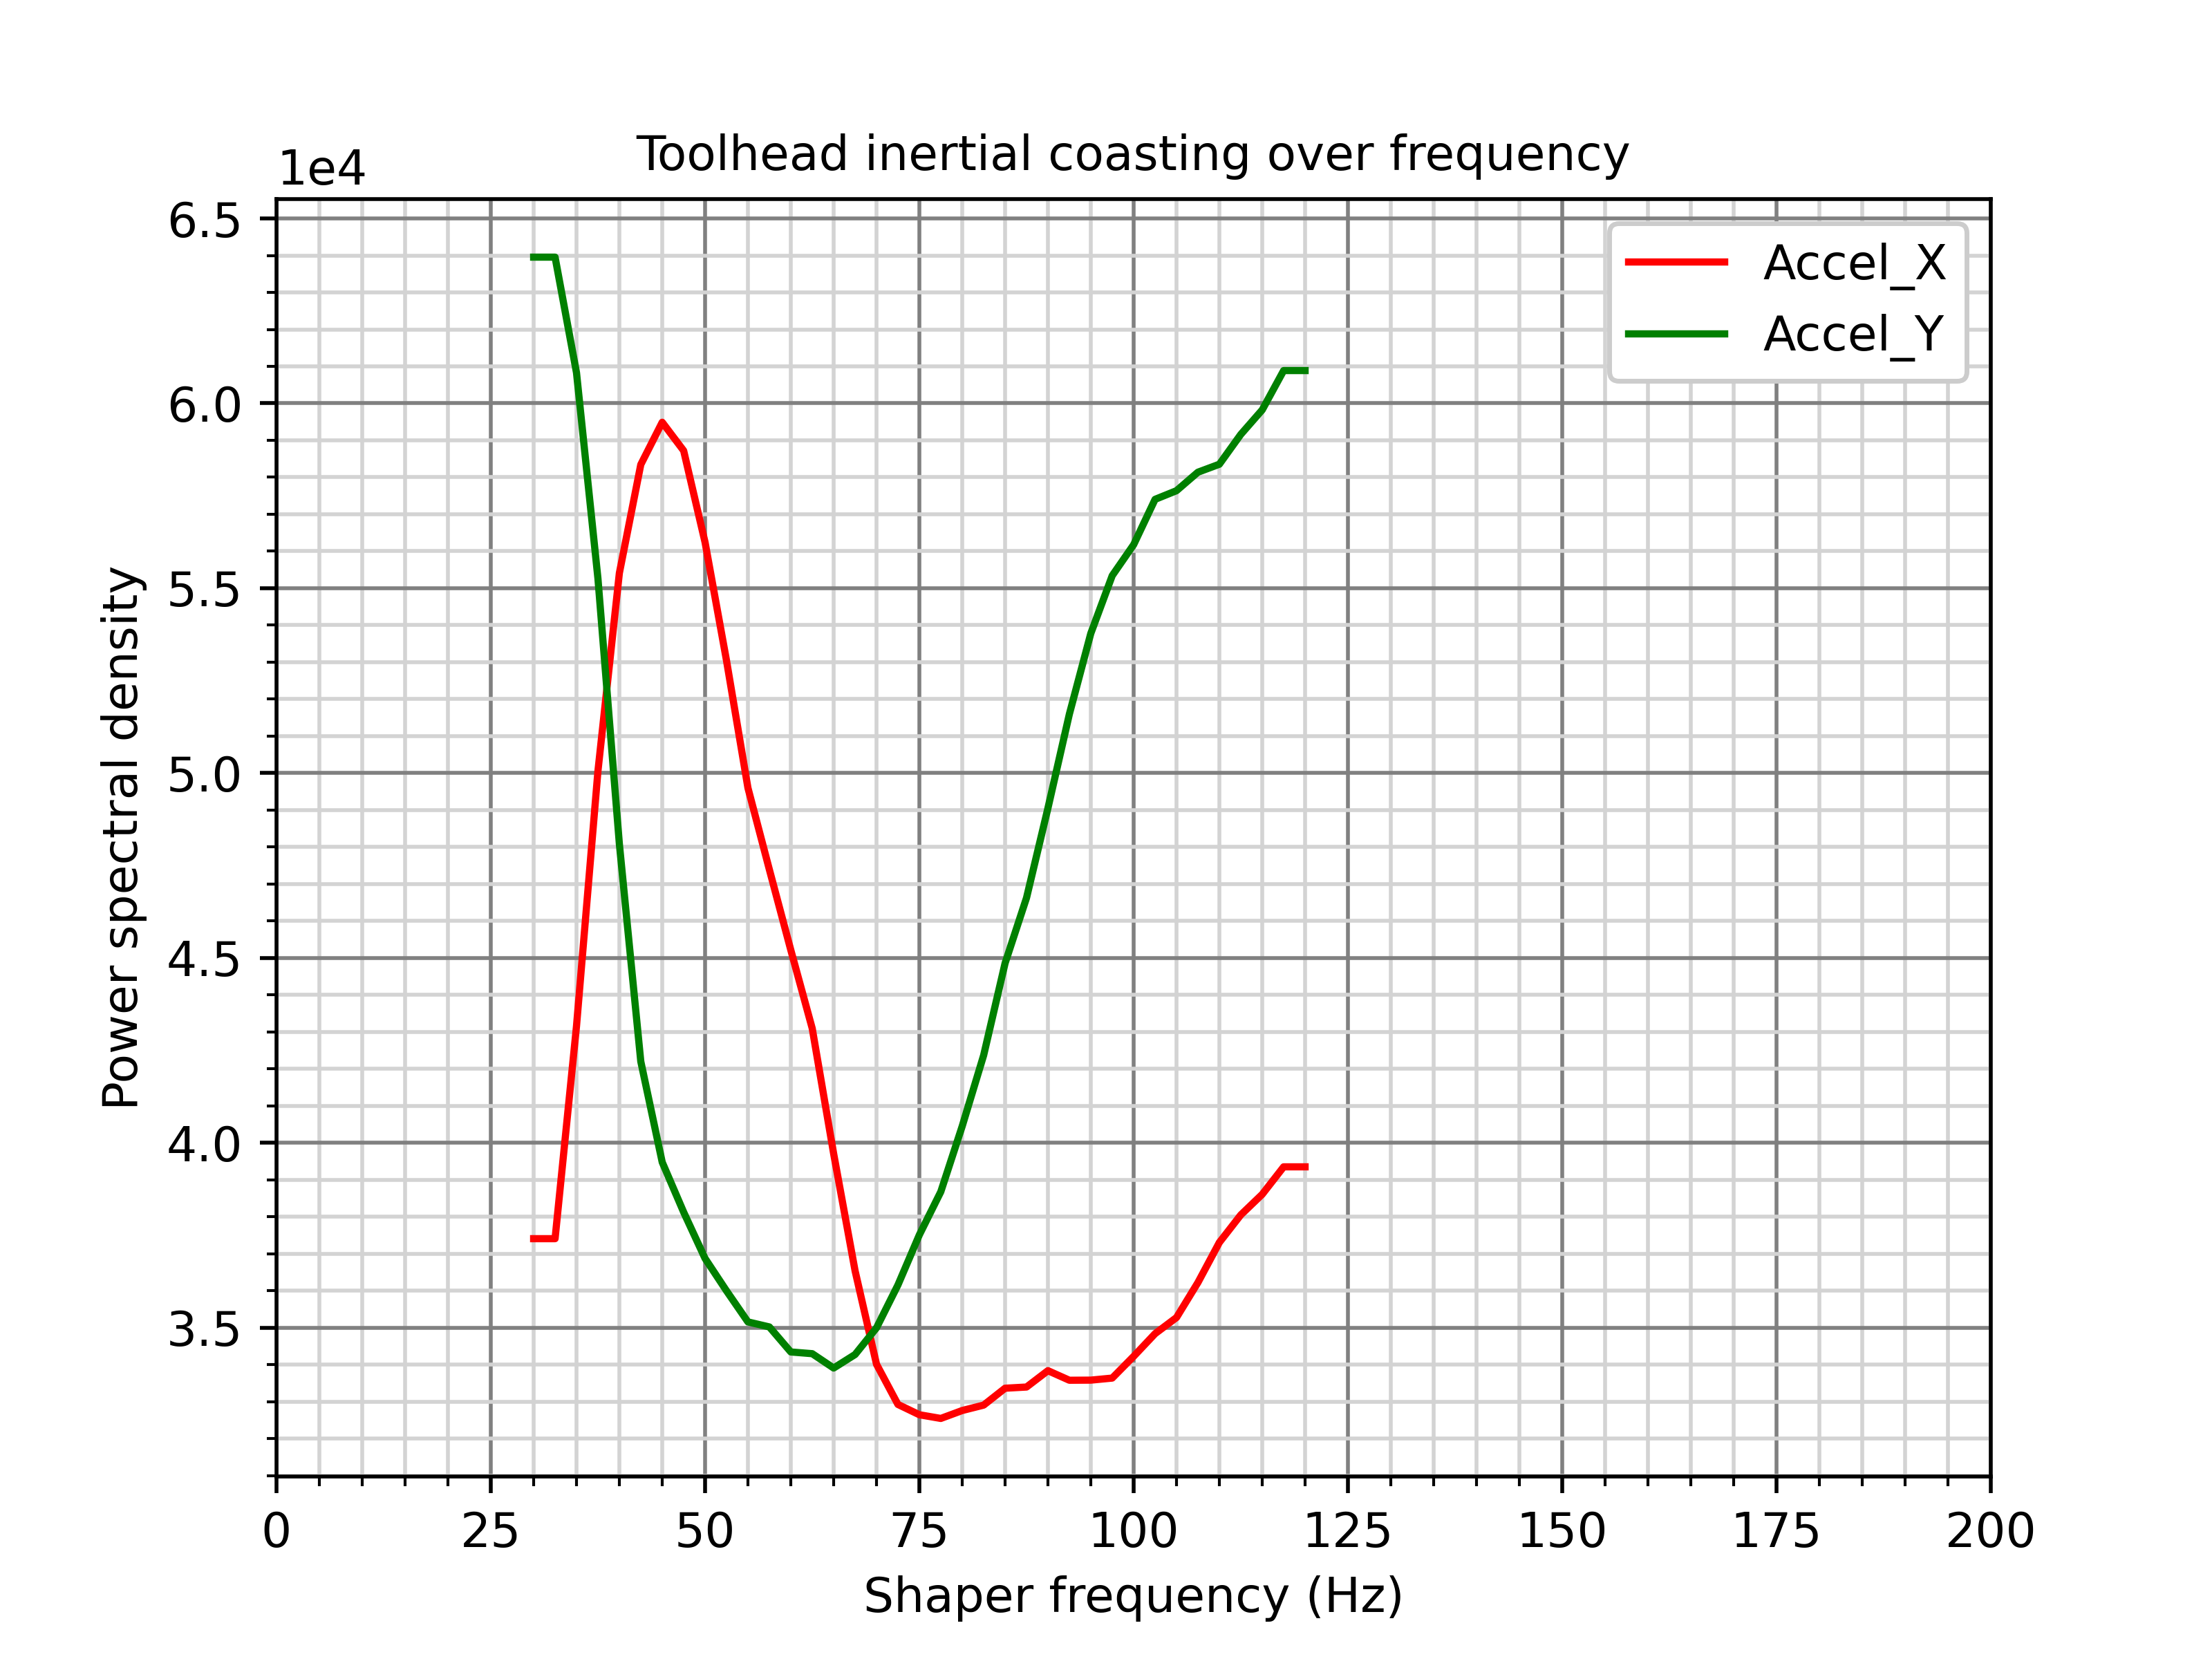 Toolhead inertial coasting over frequency
1e4
6.5
6.0
5.5
5.0
4.5
4.0
3.5
Power spectral density
Accel_X
Accel_Y
0 25 50 75 100 125 150 175 200
Shaper frequency (Hz)